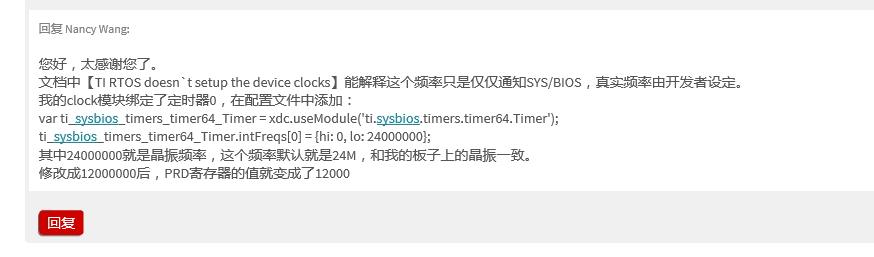 回复 Nancy Wang:
您好，太感谢您了。
文档中【TI RTOS doesn`t setup the device clocks】能解释这个频率只是仅仅通知SYS/BIOS，真实频率由开发者设定。
我的clock模块绑定了定时器0，在配置文件中添加：
var ti_sysbios_timers_timer64_Timer = xdc.useModule('ti.sysbios.timers.timer64.Timer');
ti_sysbios_timers_timer64_Timer.intFreqs[0] = {hi: 0, lo: 24000000};
其中24000000就是晶振频率，这个频率默认就是24M，和我的板子上的晶振一致。
修改成12000000后，PRD寄存器的值就变成了12000
回复